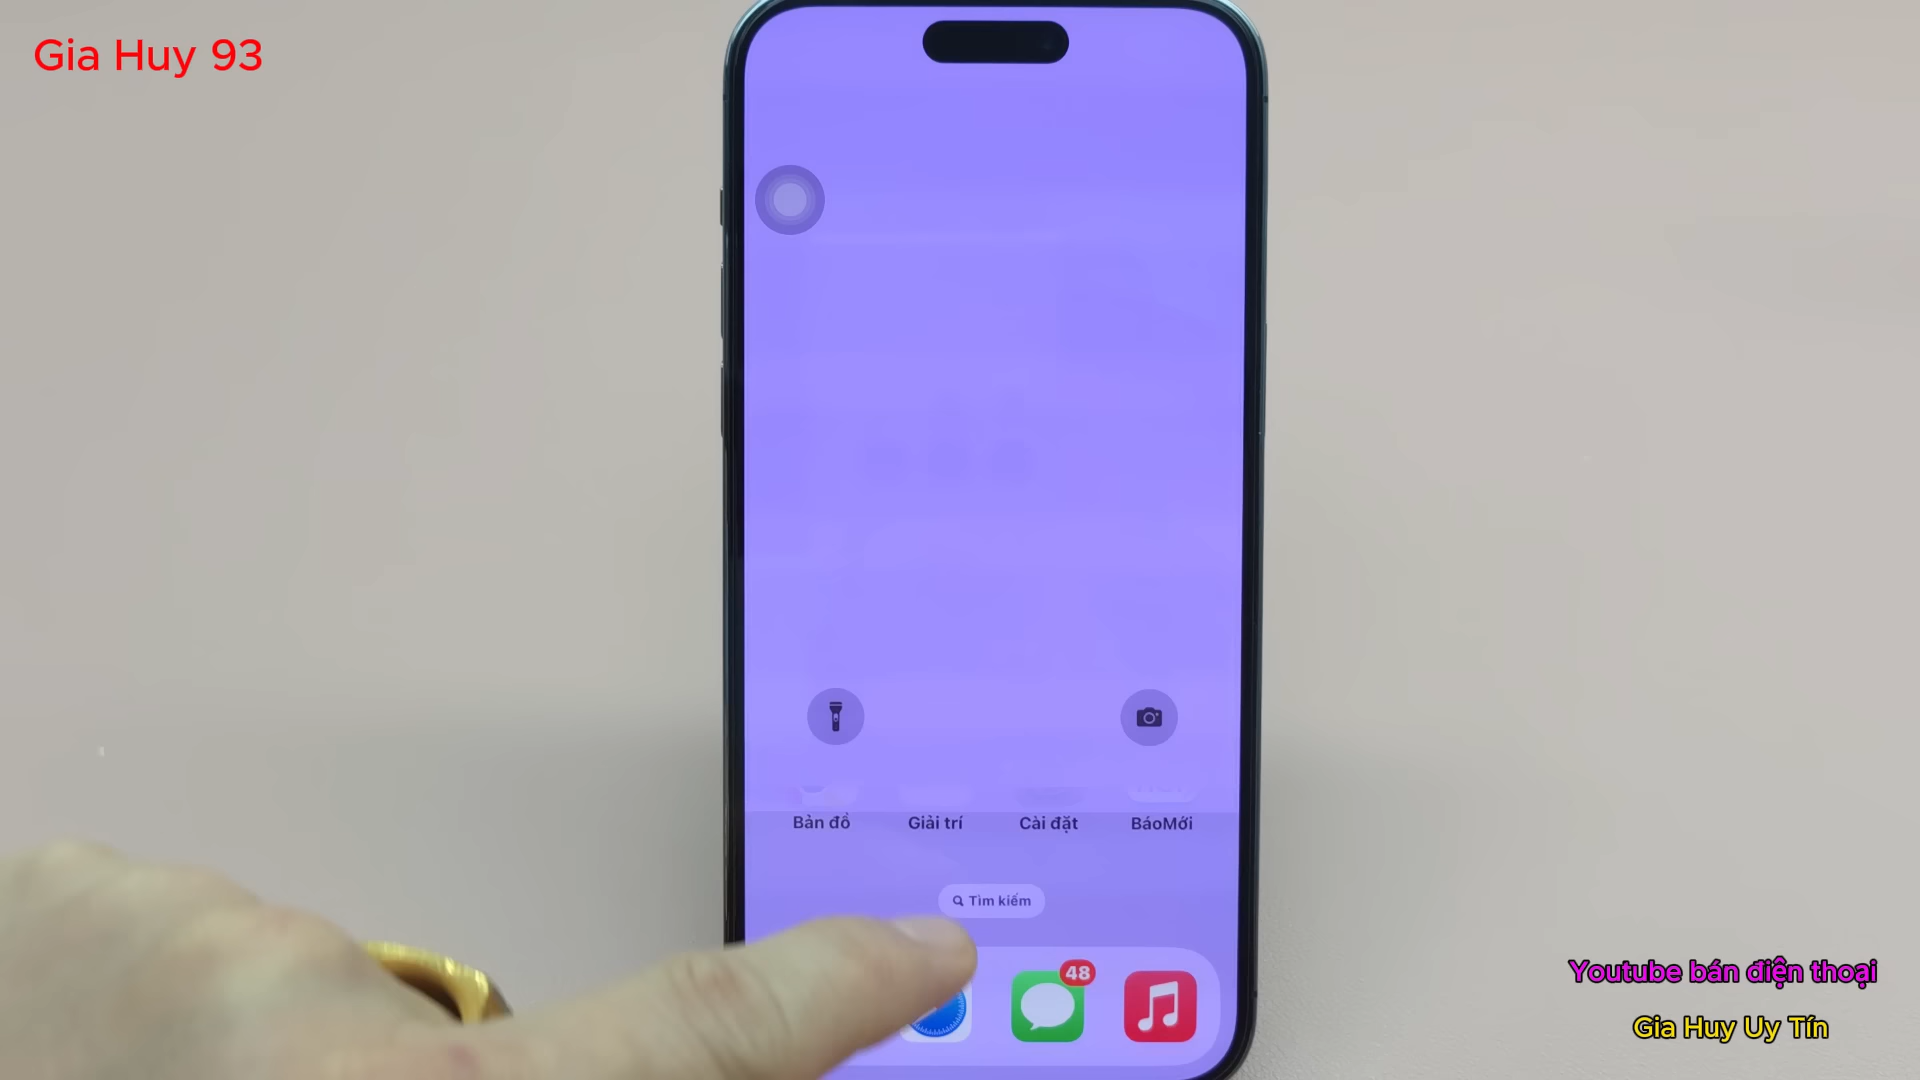 Gia Huy 93
Bản đồ
Giải trí
Cài đặt
BáoMới
Tìm kiếm
48
Youtube bán điện thoại
Gia Huy Uy Tín